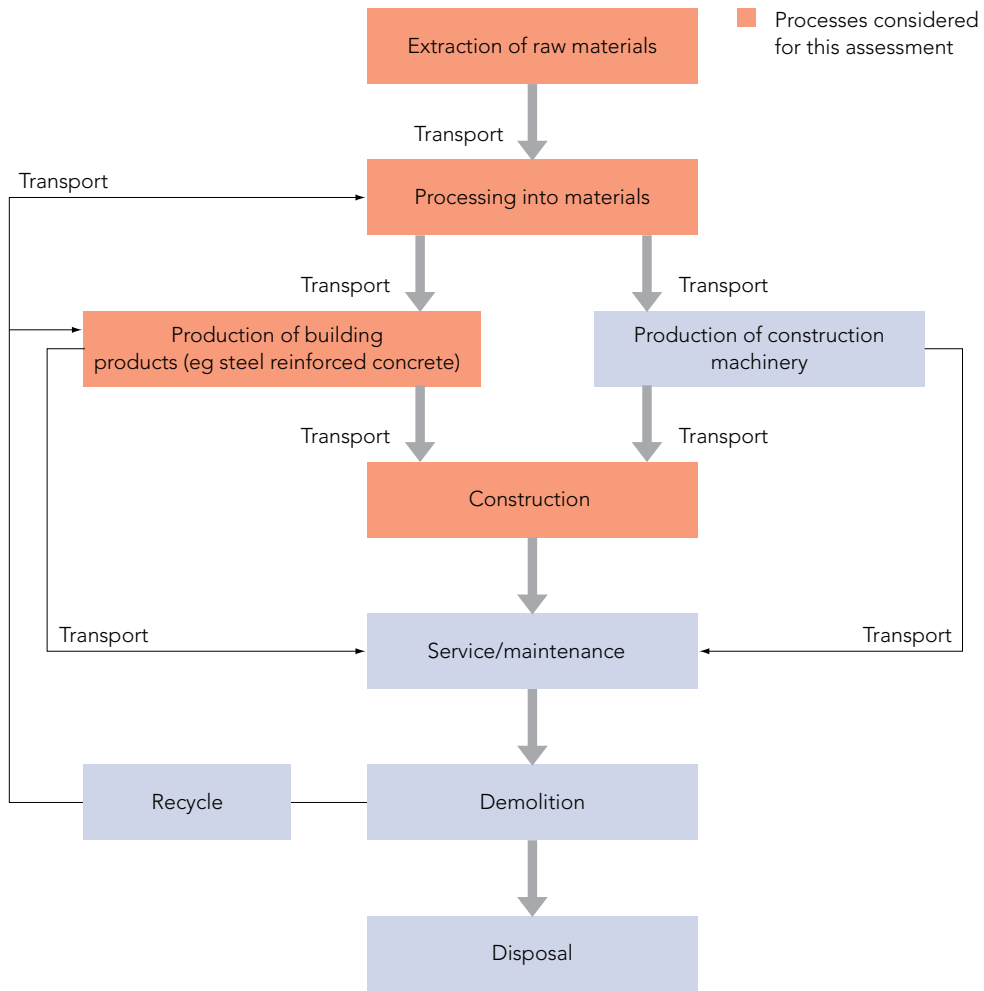 Extraction of raw materials
Processes considered
for this assessment
Transport
Transport
Processing into materials
Transport
Transport
Production of building
products (eg steel reinforced concrete)
Production of construction
machinery
Transport
Transport
Construction
Transport
Service/maintenance
Transport
Recycle
Demolition
Disposal